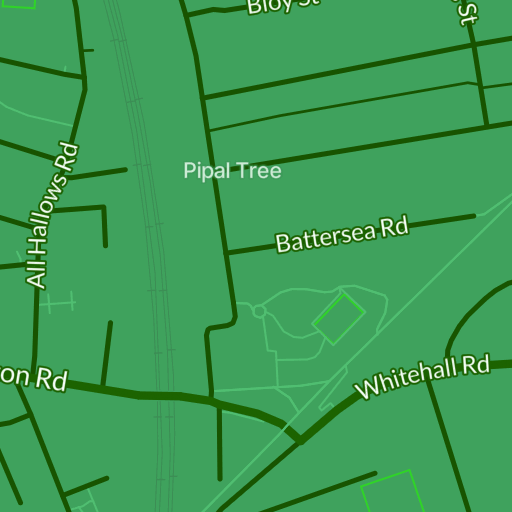 Bloy St
St
All Hallows Rd
Pipal Tree
Battersea Rd
on Rd
Whitehall Rd